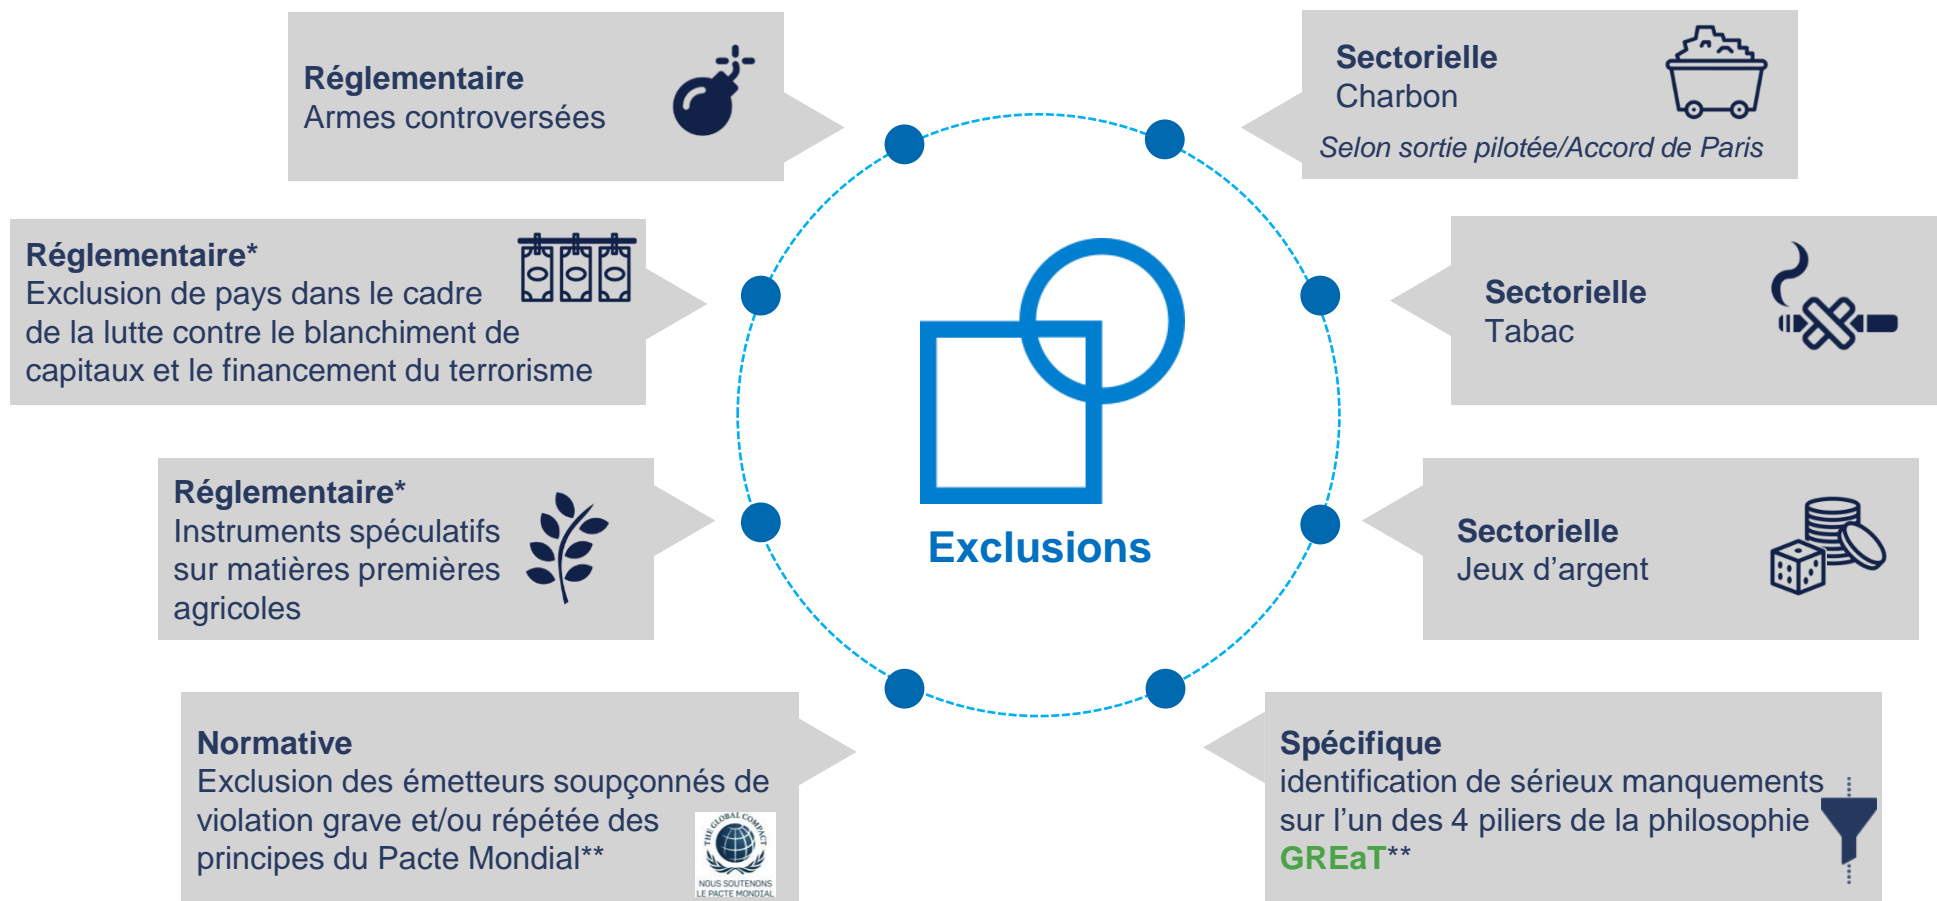 Réglementaire
Armes controversées
Sectorielle
Charbon
Selon sortie pilotée/Accord de Paris
Réglementaire*
Exclusion de pays dans le cadre
de la lutte contre le blanchiment de
capitaux et le financement du terrorisme
Sectorielle
Tabac
Réglementaire*
Instruments spéculatifs
sur matières premières
agricoles
Exclusions
Sectorielle
Jeux d’argent
Normative
Exclusion des émetteurs soupçonnés de
violation grave et/ou répétée des
principes du Pacte Mondial**
THE GLOBAL COMPACT
NOUS SOUTENONS
LE PACTE MONDIAL
Spécifique
identification de sérieux manquements
sur l’un des 4 piliers de la philosophie
GREaT**